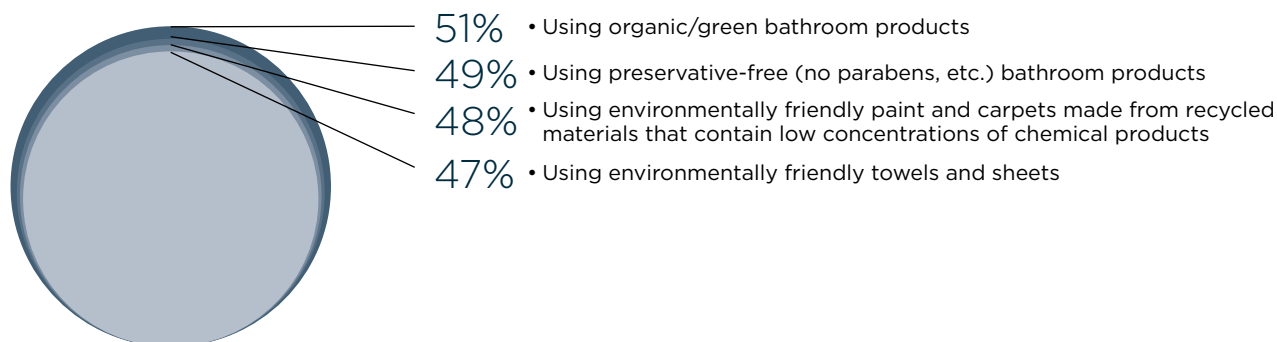 51% • Using organic/green bathroom products
49% • Using preservative-free (no parabens, etc.) bathroom products
48% • Using environmentally friendly paint and carpets made from recycled
materials that contain low concentrations of chemical products
47% • Using environmentally friendly towels and sheets